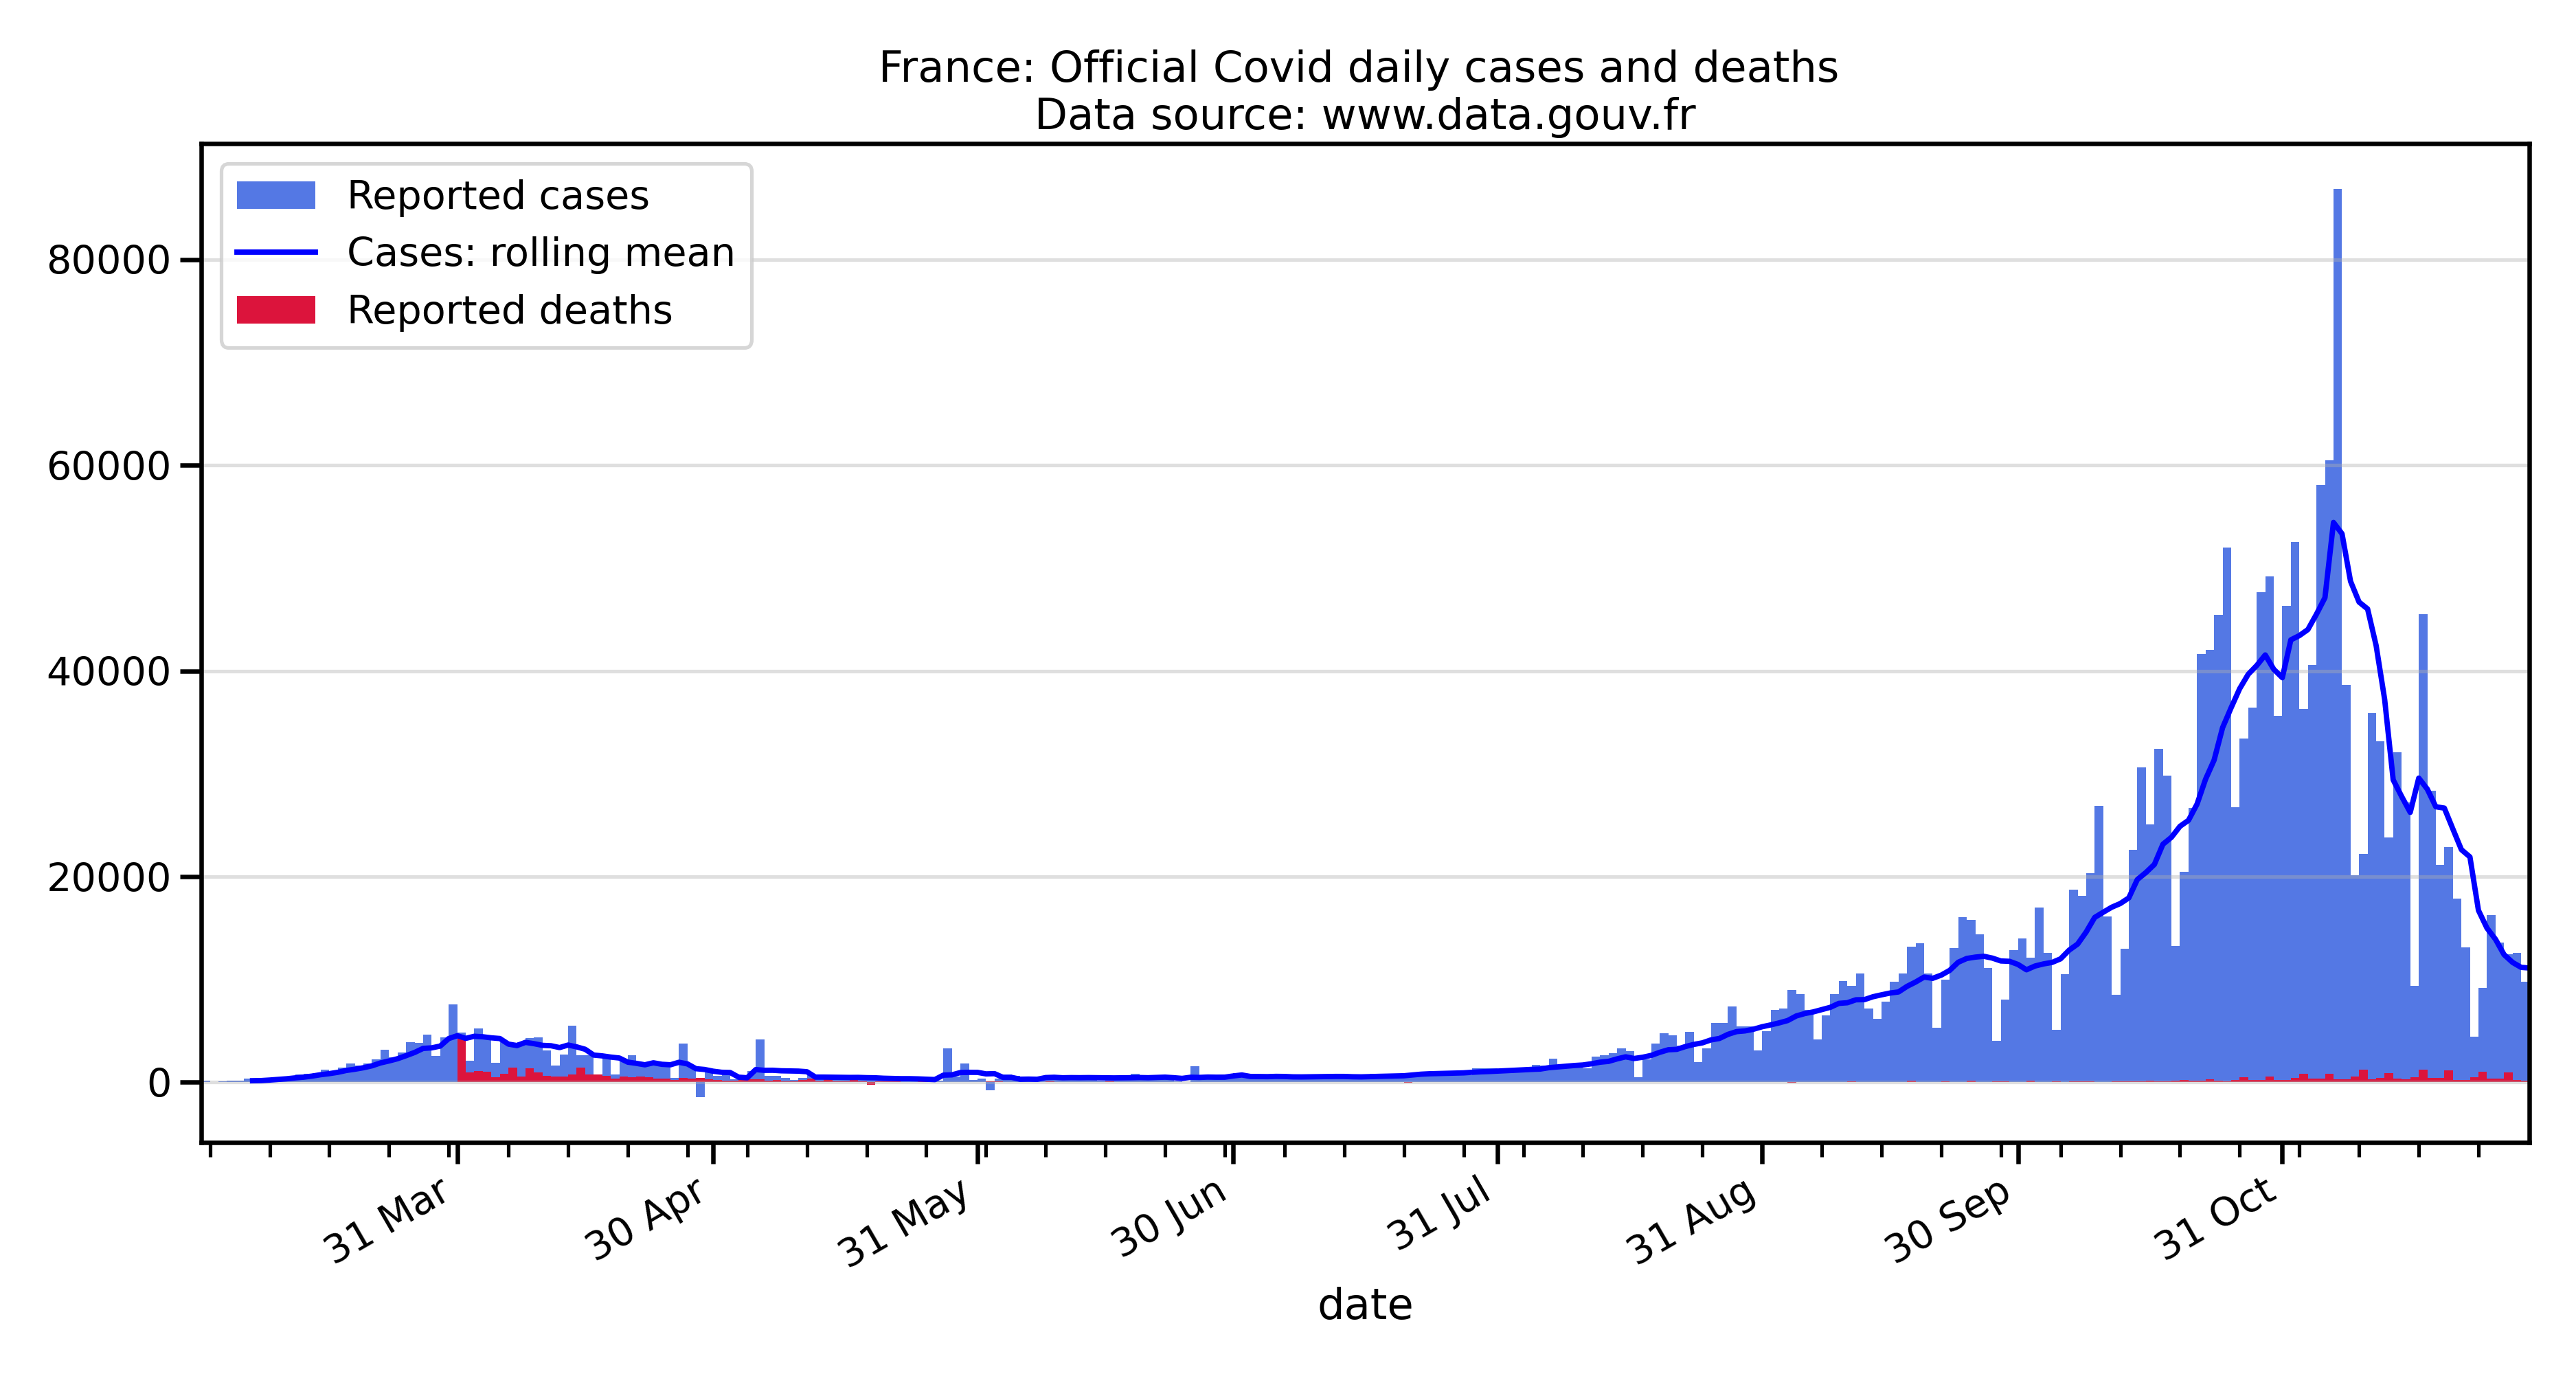 France: Official Covid daily cases and deaths
Data source: www.data.gouv.fr
Reported cases
Cases: rolling mean
Reported deaths
80000
60000
40000
20000
0
31 Mar
30 Apr
31 May
30 Jun
31 Jul
31 Aug
30 Sep
31 Oct
date